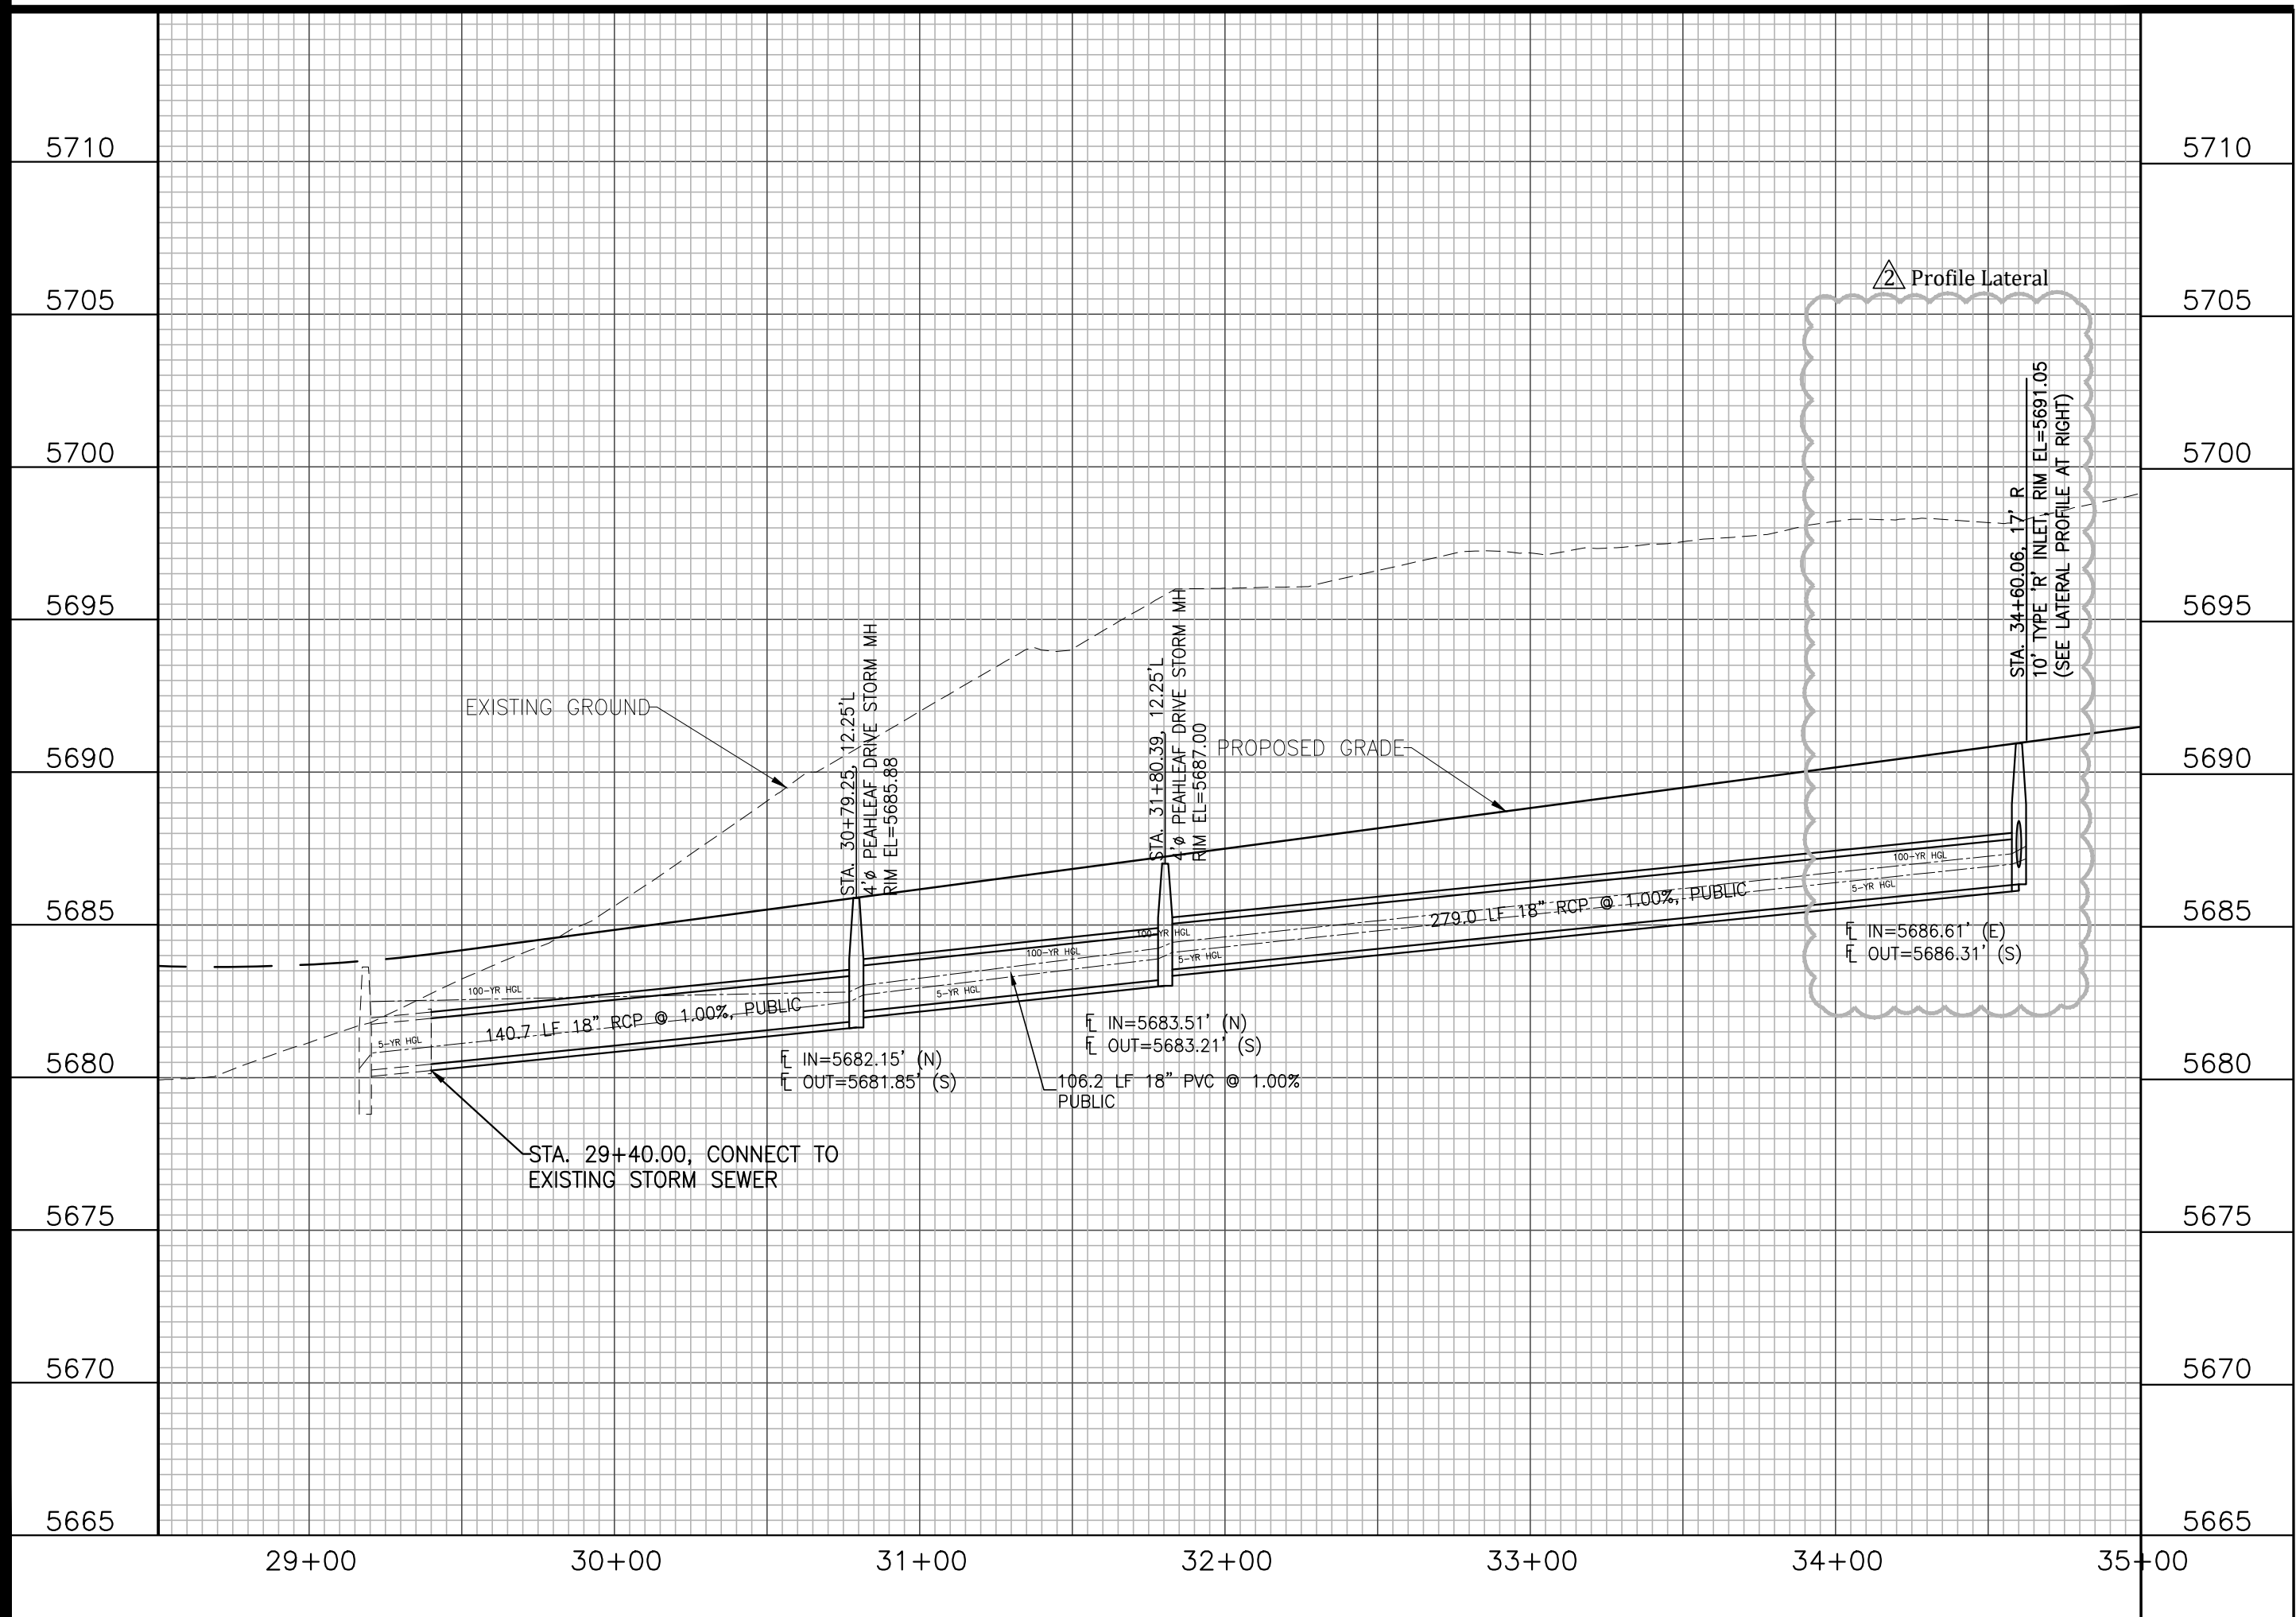 5710
5705
5700
5695
5690
5685
5680
5675
5670
5665
5710
5705
5700
5695
5690
5685
5680
5675
5670
5665
2 Profile Lateral
STA. 34+60.06, 17' R
10' TYPE 'R' INLET, RIM EL=5691.05
(SEE LATERAL PROFILE AT RIGHT)
EXISTING GROUND
STA. 30+79.25, 12.25'L
4'ø PEAHLEAF DRIVE STORM MH
RIM EL=5685.88
STA. 31+80.39, 12.25'L
4'ø PEAHLEAF DRIVE STORM MH
RIM EL=5687.00
PROPOSED GRADE
100-YR HGL
5-YR HGL
140.7 LF 18" RCP @ 1.00%, PUBLIC
100-YR HGL
5-YR HGL
100-YR HGL
5-YR HGL
279.0 LF 18" RCP @ 1.00%, PUBLIC
100-YR HGL
5-YR HGL
FL IN=5686.61' (E)
FL OUT=5686.31' (S)
FL IN=5683.51' (N)
FL OUT=5683.21' (S)
FL IN=5682.15' (N)
FL OUT=5681.85' (S)
106.2 LF 18" PVC @ 1.00%
PUBLIC
STA. 29+40.00, CONNECT TO
EXISTING STORM SEWER
29+00
30+00
31+00
32+00
33+00
34+00
35+00